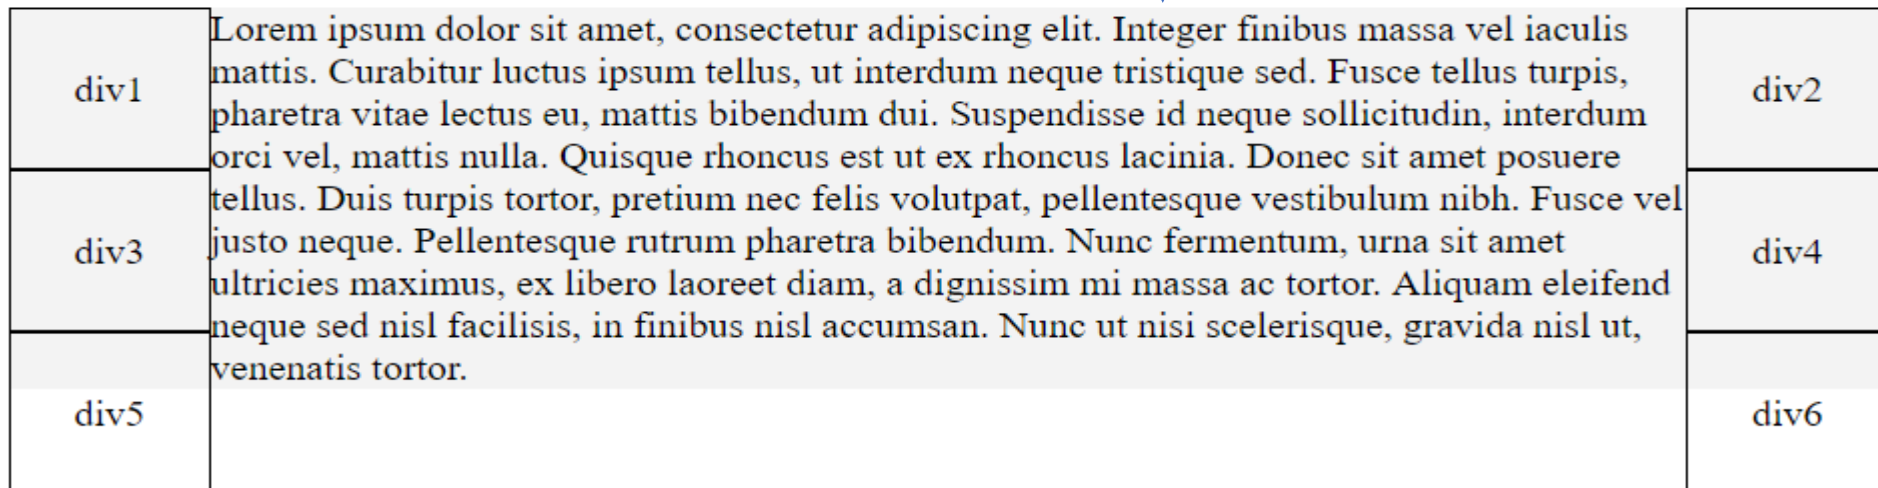 div1
Lorem ipsum dolor sit amet, consectetur adipiscing elit. Integer finibus massa vel iaculis
mattis. Curabitur luctus ipsum tellus, ut interdum neque tristique sed. Fusce tellus turpis,
pharetra vitae lectus eu, mattis bibendum dui. Suspendisse id neque sollicitudin, interdum
orci vel, mattis nulla. Quisque rhoncus est ut ex rhoncus lacinia. Donec sit amet posuere
tellus. Duis turpis tortor, pretium nec felis volutpat, pellentesque vestibulum nibh. Fusce vel
justo neque. Pellentesque rutrum pharetra bibendum. Nunc fermentum, urna sit amet
ultricies maximus, ex libero laoreet diam, a dignissim mi massa ac tortor. Aliquam eleifend
neque sed nisl facilisis, in finibus nisl accumsan. Nunc ut nisi scelerisque, gravida nisl ut,
venenatis tortor.
div2
div3
div4
div5
div6